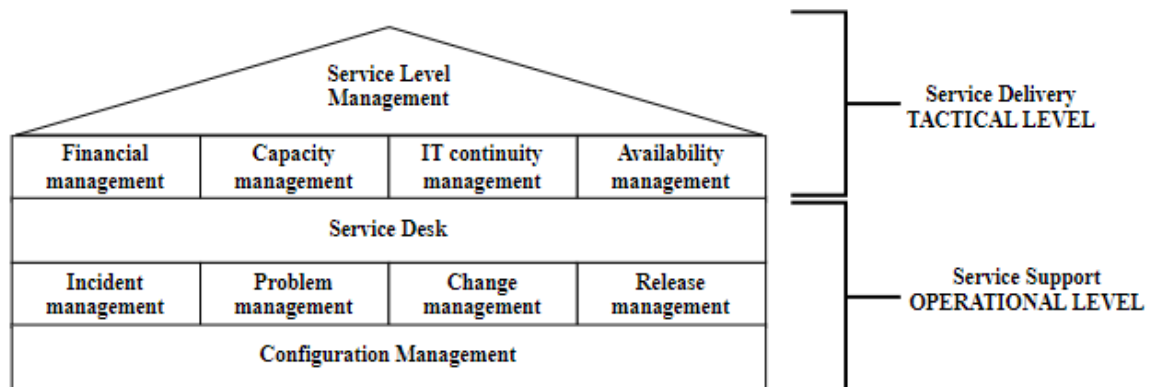 Service Level
Management
Service Delivery
TACTICAL LEVEL
Financial
management
Capacity
management
IT continuity
management
Availability
management
Service Desk
Incident
management
Problem
management
Change
management
Release
management
Service Support
OPERATIONAL LEVEL
Configuration Management